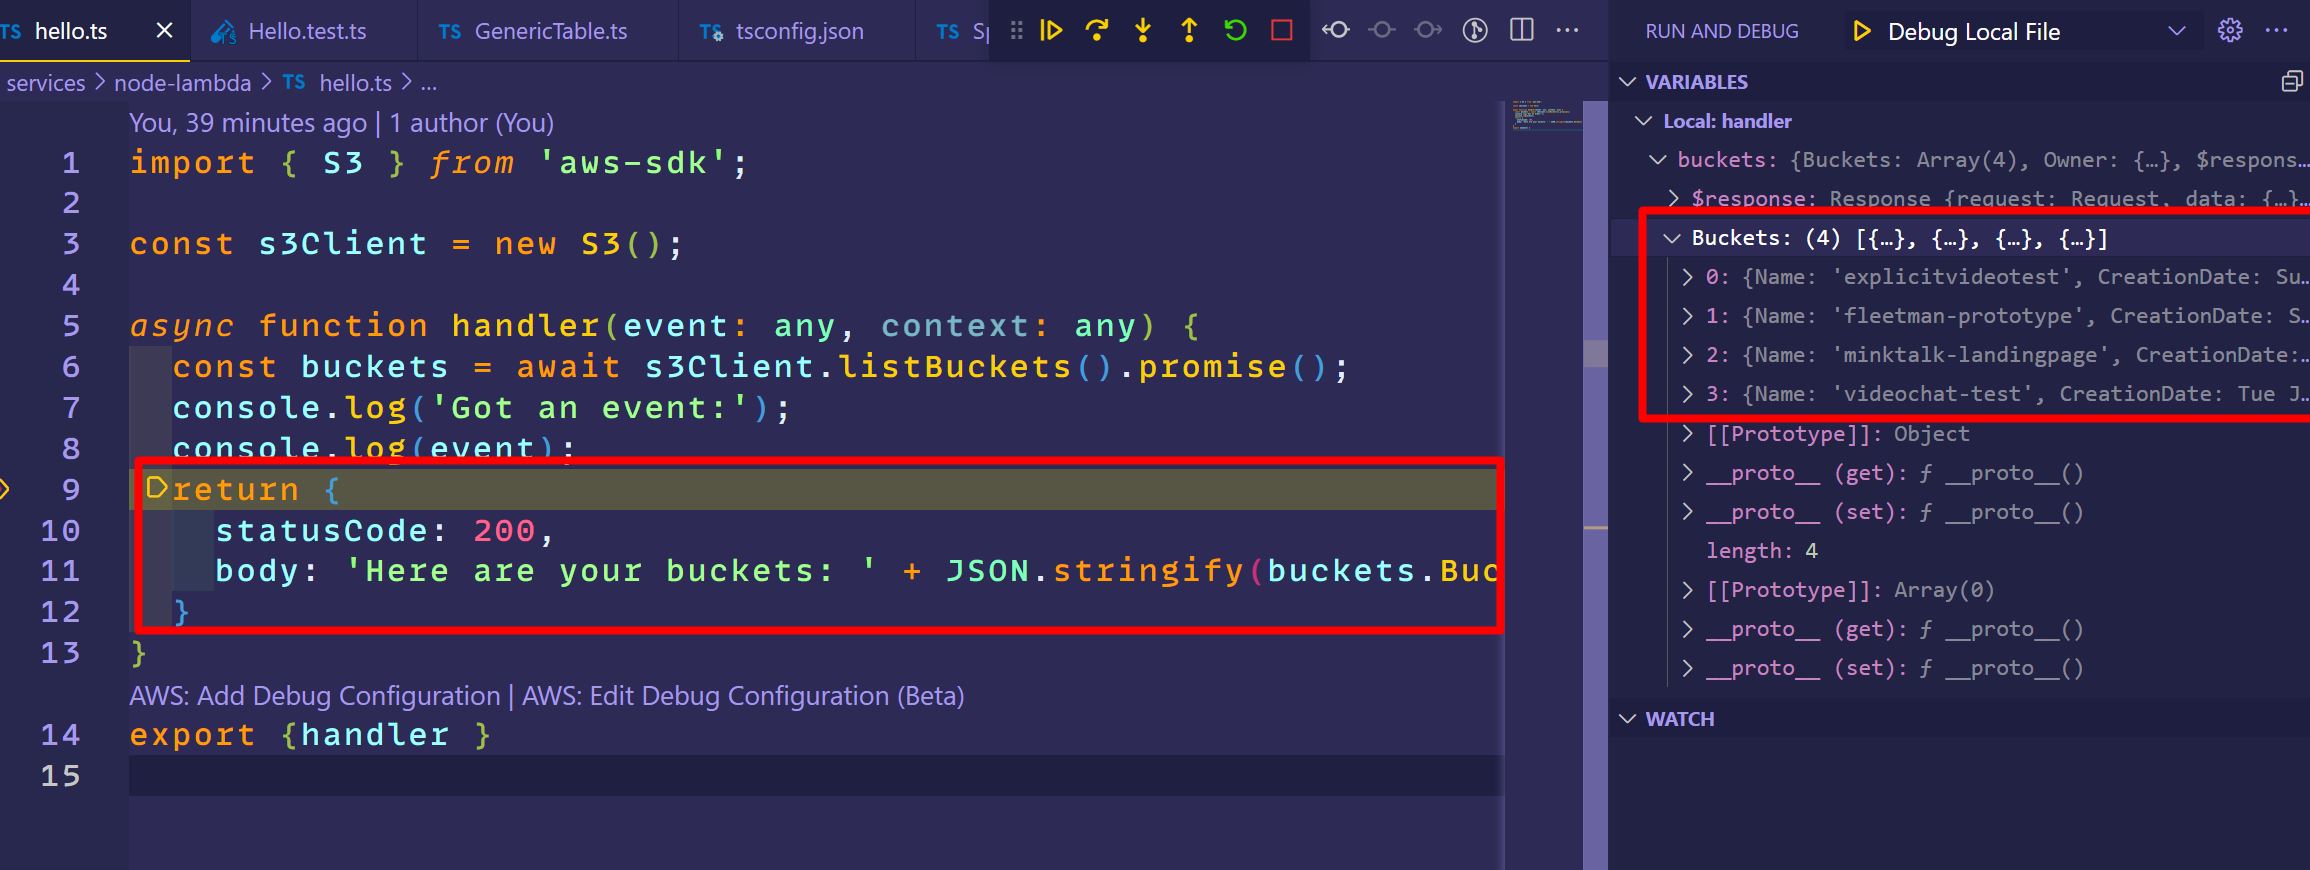 TS hello.ts Hello.test.ts TS GenericTable.ts TS tsconfig.json TS
services > node-lambda > TS hello.ts > ...
You, 39 minutes ago | 1 author (You)
1 import { S3 } from 'aws-sdk';
2
3 const s3Client = new S3();
4
5 async function handler(event: any, context: any) {
6 const buckets = await s3Client.listBuckets().promise();
7 console.log('Got an event:');
8 console.log(event);
9 return {
10 statusCode: 200,
11 body: 'Here are your buckets: ' + JSON.stringify(buckets.Buc
12 }
13 }
AWS: Add Debug Configuration | AWS: Edit Debug Configuration (Beta)
14 export {handler }
15
RUN AND DEBUG Debug Local File
VARIABLES
Local: handler
buckets: {Buckets: Array(4), Owner: {…}, $respons…
$response: Response {request: Request, data: {…}…
Buckets: (4) [{…}, {…}, {…}, {…}]
0: {Name: 'explicitvideotest', CreationDate: Su…
1: {Name: 'fleetman-prototype', CreationDate: S…
2: {Name: 'minktalk-landingpage', CreationDate:…
3: {Name: 'videochat-test', CreationDate: Tue J…
[[Prototype]]: Object
__proto__ (get): ƒ __proto__()
__proto__ (set): ƒ __proto__()
length: 4
[[Prototype]]: Array(0)
__proto__ (get): ƒ __proto__()
__proto__ (set): ƒ __proto__()
WATCH